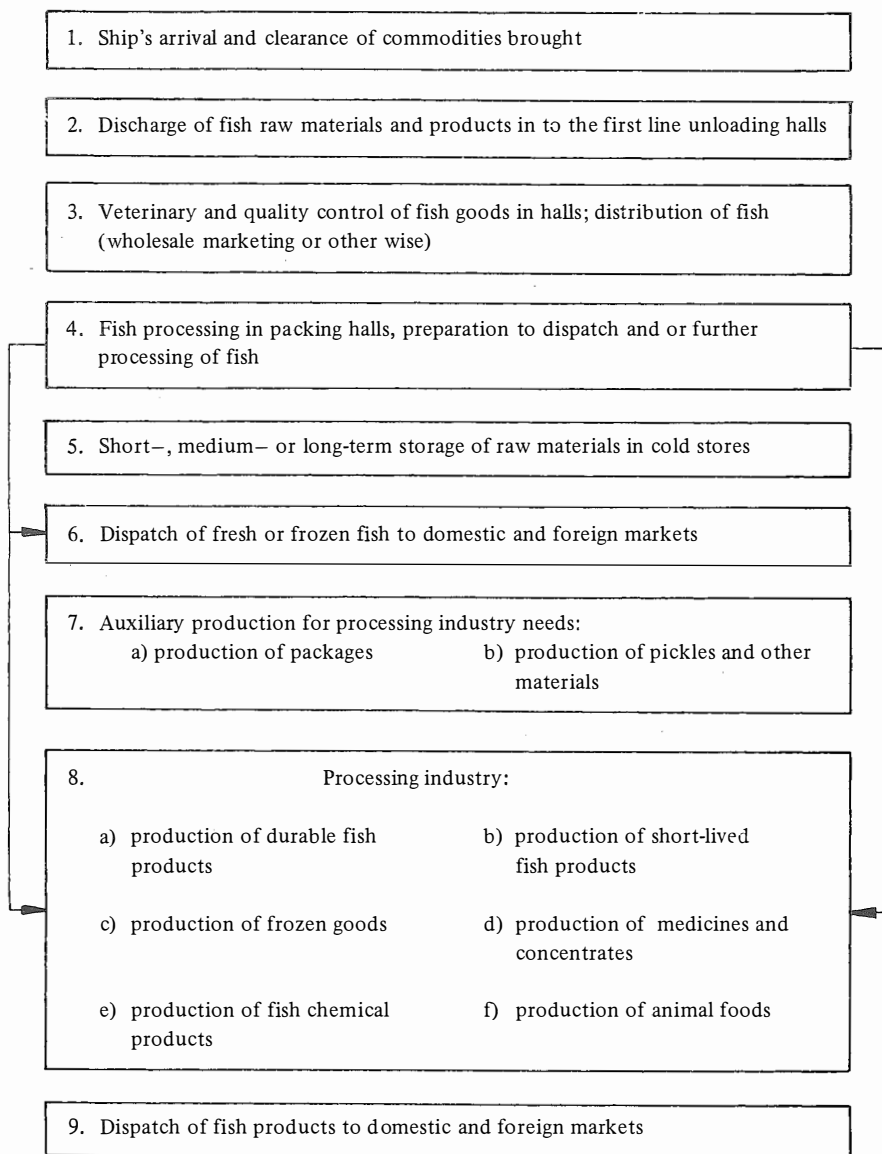 1. Ship's arrival and clearance of commodities brought
2. Discharge of fish raw materials and products in to the first line unloading halls
3. Veterinary and quality control of fish goods in halls; distribution of fish
(wholesale marketing or other wise)
4. Fish processing in packing halls, preparation to dispatch and or further
processing of fish
5. Short–, medium– or long-term storage of raw materials in cold stores
6. Dispatch of fresh or frozen fish to domestic and foreign markets
7. Auxiliary production for processing industry needs:
a) production of packages b) production of pickles and other
materials
8. Processing industry:
a) production of durable fish b) production of short-lived
products fish products
c) production of frozen goods d) production of medicines and
concentrates
e) production of fish chemical f) production of animal foods
products
9. Dispatch of fish products to domestic and foreign markets